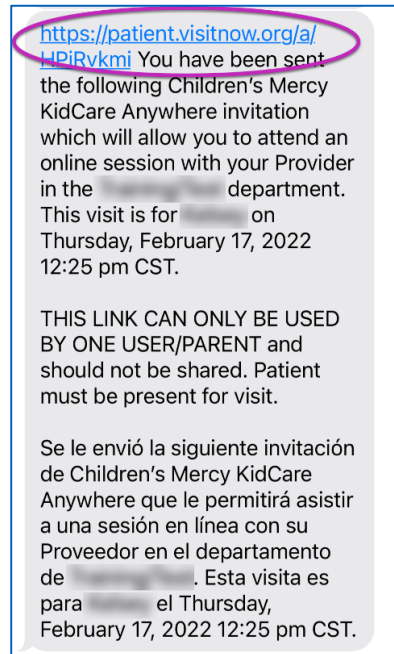 https://patient.visitnow.org/a/
HPiRvkmi You have been sent
the following Children's Mercy
KidCare Anywhere invitation
which will allow you to attend an
online session with your Provider
in the department.
This visit is for on
Thursday, February 17, 2022
12:25 pm CST.
THIS LINK CAN ONLY BE USED
BY ONE USER/PARENT and
should not be shared. Patient
must be present for visit.
Se le envió la siguiente invitación
de Children's Mercy KidCare
Anywhere que le permitirá asistir
a una sesión en línea con su
Proveedor en el departamento
de . Esta visita es
para el Thursday,
February 17, 2022 12:25 pm CST.